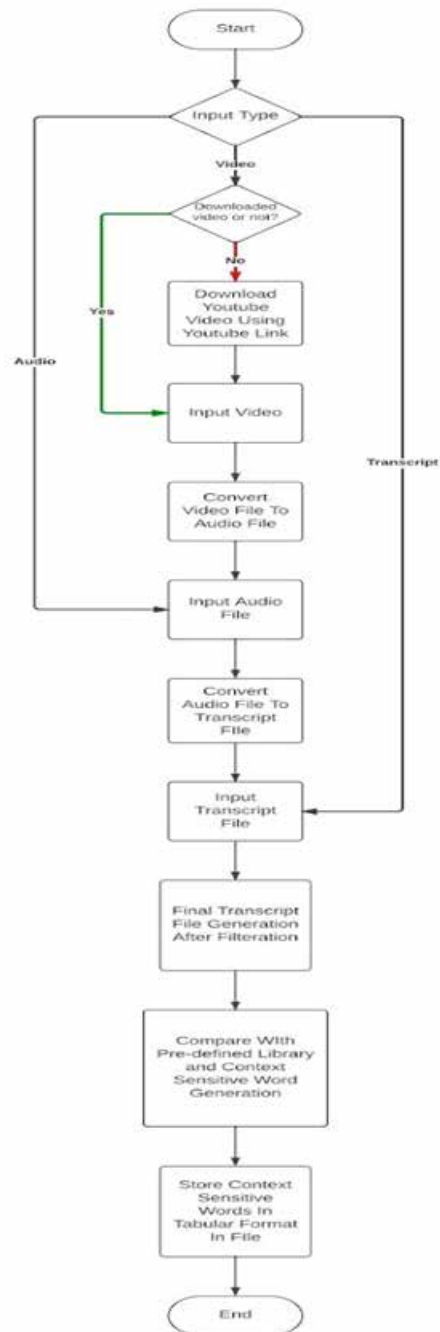 Start
Input Type
Video
Downloaded
video or not?
No
Download
Youtube
Video Using
Youtube Link
Yes
Audio
Input Video
Transcript
Convert
Video File To
Audio File
Input Audio
File
Convert
Audio File To
Transcript
FIle
Input
Transcript
File
Final Transcript
File Generation
After Filteration
Compare WIth
Pre-defined Library
and Context
Sensitive Word
Generation
Store Context
Sensitive
Words In
Tabular Format
In FIle
End